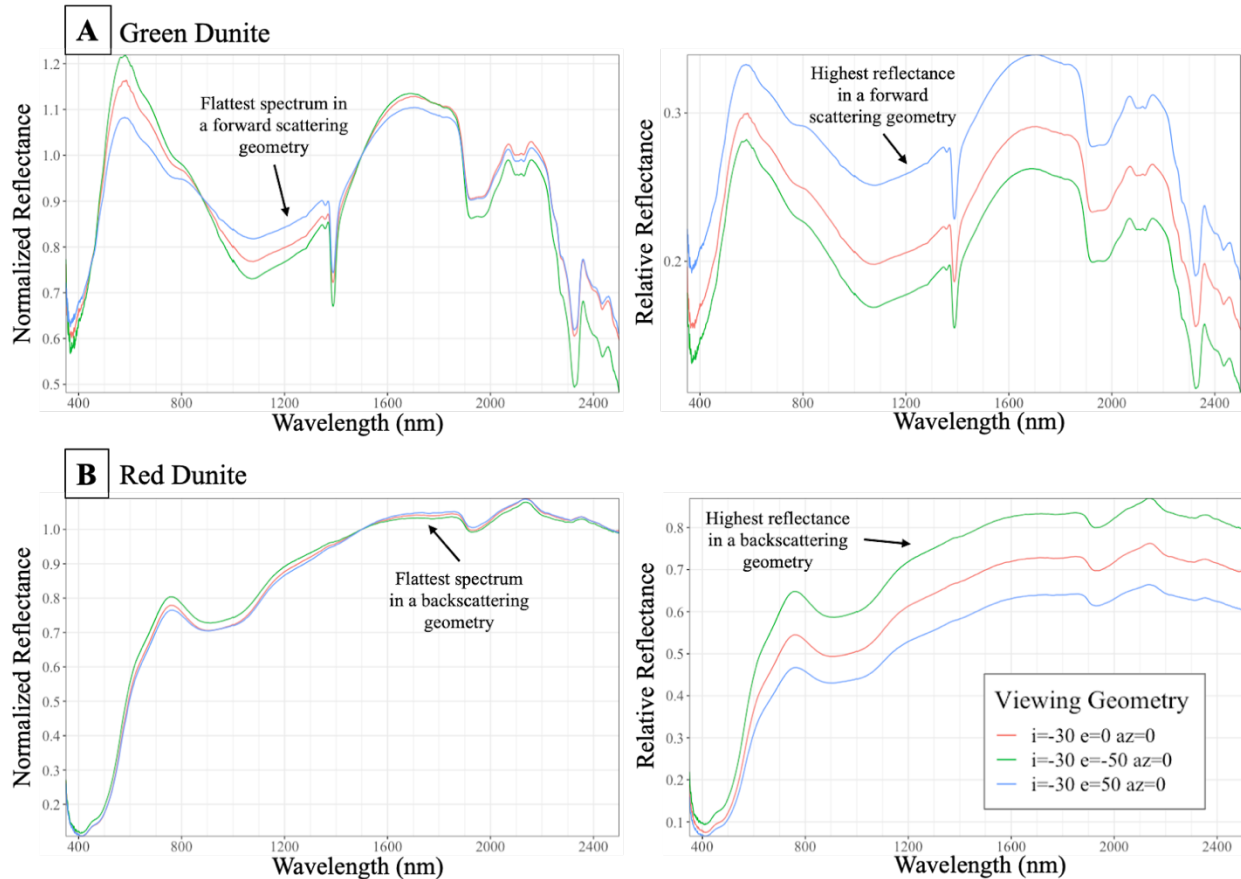 A Green Dunite
Normalized Reflectance
1.2
1.1
1.0
0.9
0.8
0.7
0.6
0.5
Flattest spectrum in
a forward scattering
geometry
400 800 1200 1600 2000 2400
Wavelength (nm)
Relative Reflectance
0.3
0.2
Highest reflectance
in a forward
scattering geometry
400 800 1200 1600 2000 2400
Wavelength (nm)
B Red Dunite
Normalized Reflectance
1.0
0.9
0.8
0.7
0.6
0.5
0.4
0.3
0.2
Flattest spectrum
in a backscattering
geometry
400 800 1200 1600 2000 2400
Wavelength (nm)
Relative Reflectance
0.8
0.7
0.6
0.5
0.4
0.3
0.2
0.1
Highest reflectance
in a backscattering
geometry
Viewing Geometry
i=-30 e=0 az=0
i=-30 e=-50 az=0
i=-30 e=50 az=0
400 800 1200 1600 2000 2400
Wavelength (nm)